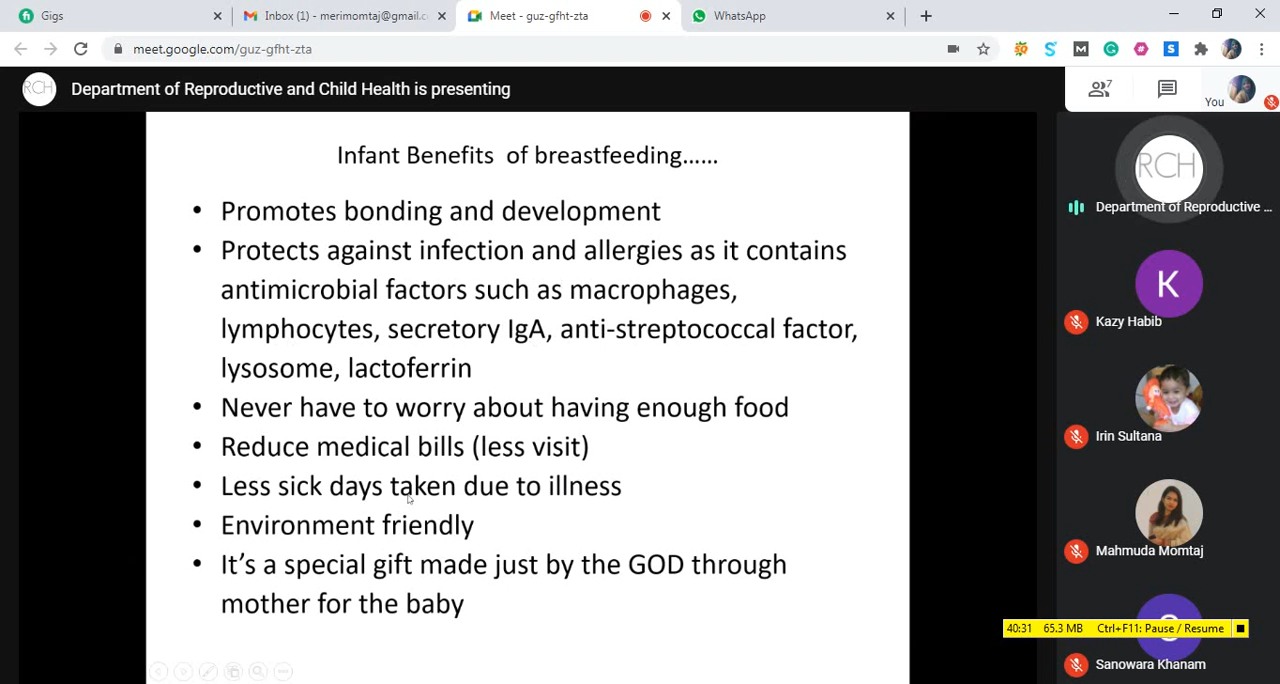 Gigs
Inbox (1) - merimomtaj@gmail.c
Meet - guz-gfht-zta
WhatsApp
meet.google.com/guz-gfht-zta
RCH
Department of Reproductive and Child Health is presenting
7
You
Infant Benefits of breastfeeding......
• Promotes bonding and development
• Protects against infection and allergies as it contains
antimicrobial factors such as macrophages,
lymphocytes, secretory IgA, anti-streptococcal factor,
lysosome, lactoferrin
• Never have to worry about having enough food
• Reduce medical bills (less visit)
• Less sick days taken due to illness
• Environment friendly
• It's a special gift made just by the GOD through
mother for the baby
RCH
Department of Reproductive ...
K
Kazy Habib
Irin Sultana
Mahmuda Momtaj
40:31 65.3 MB Ctrl+F11: Pause / Resume
Sanowara Khanam